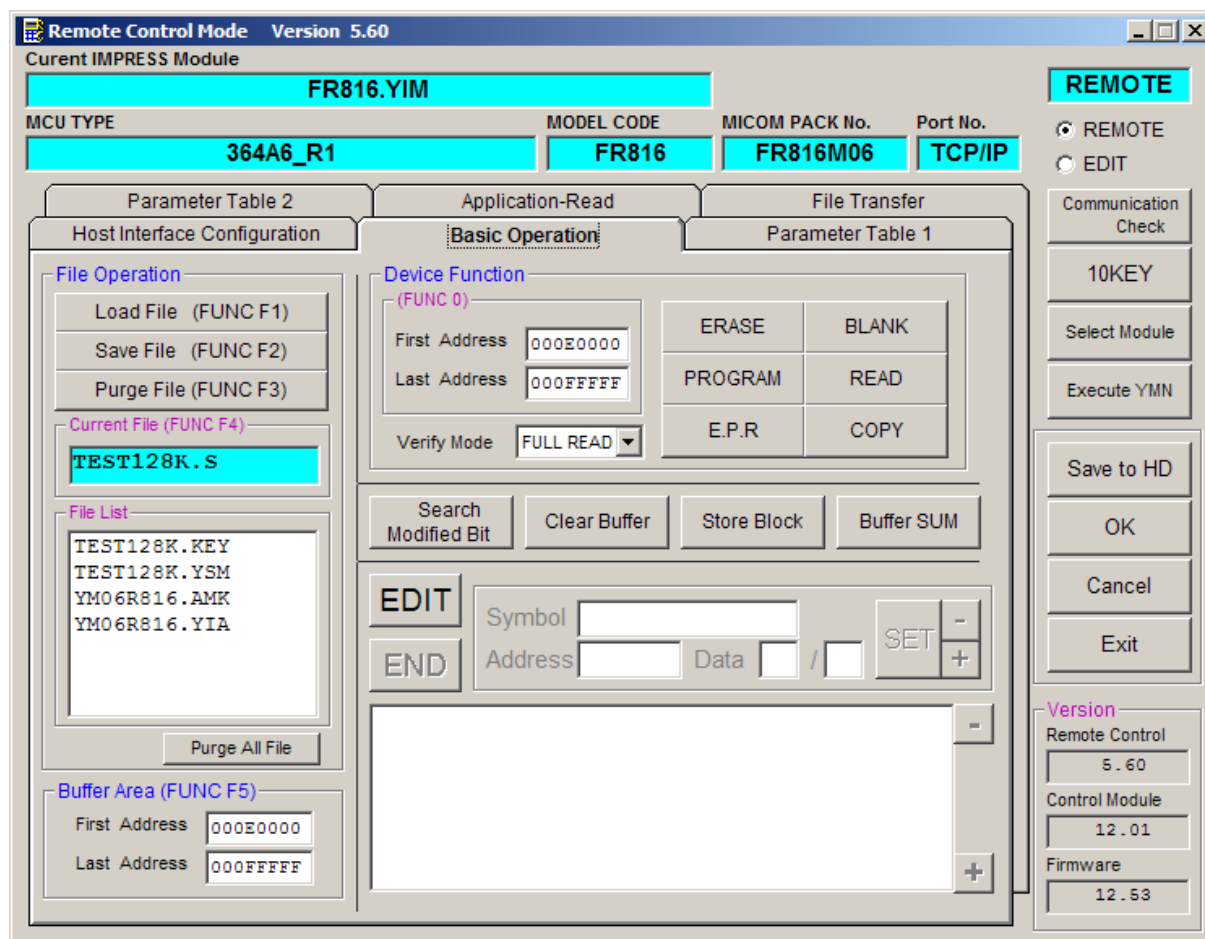 Remote Control Mode Version 5.60
Curent IMPRESS Module
FR816.YIM
REMOTE
MCU TYPE
MODEL CODE
MICOM PACK No.
Port No.
364A6_R1
FR816
FR816M06
TCP/IP
REMOTE
EDIT
Parameter Table 2
Application-Read
File Transfer
Host Interface Configuration
Basic Operation
Parameter Table 1
File Operation
Load File (FUNC F1)
Save File (FUNC F2)
Purge File (FUNC F3)
Current File (FUNC F4)
TEST128K.S
File List
TEST128K.KEY
TEST128K.YSM
YM06R816.AMK
YM06R816.YIA
Purge All File
Buffer Area (FUNC F5)
First Address 000E0000
Last Address 000FFFFF
Device Function
(FUNC 0)
First Address 000E0000
Last Address 000FFFFF
Verify Mode FULL READ
ERASE
BLANK
PROGRAM
READ
E.P.R
COPY
Search
Modified Bit
Clear Buffer
Store Block
Buffer SUM
EDIT
END
Symbol
Address
Data /
SET
-
+
-
+
Communication
Check
10KEY
Select Module
Execute YMN
Save to HD
OK
Cancel
Exit
Version
Remote Control
5.60
Control Module
12.01
Firmware
12.53